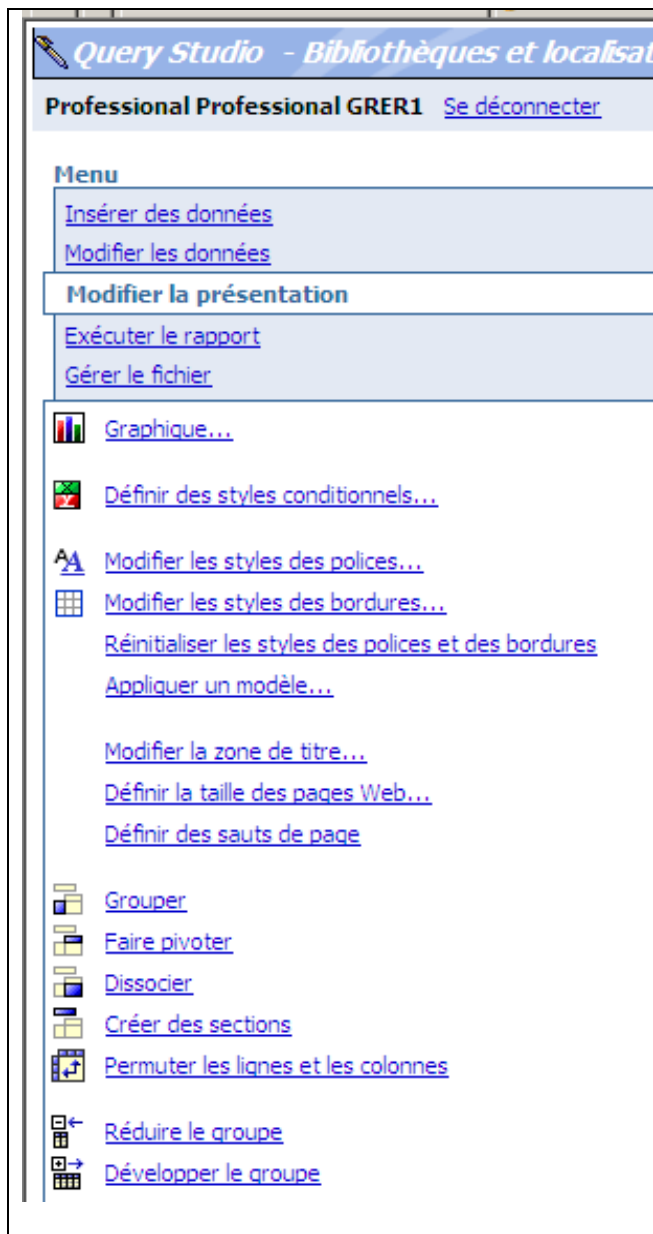 Query Studio - Bibliothèques et localisat
Professional Professional GRER1 Se déconnecter
Menu
Insérer des données
Modifier les données
Modifier la présentation
Exécuter le rapport
Gérer le fichier
Graphique...
Définir des styles conditionnels...
Modifier les styles des polices...
Modifier les styles des bordures...
Réinitialiser les styles des polices et des bordures
Appliquer un modèle...
Modifier la zone de titre...
Définir la taille des pages Web...
Définir des sauts de page
Grouper
Faire pivoter
Dissocier
Créer des sections
Permuter les lignes et les colonnes
Réduire le groupe
Développer le groupe